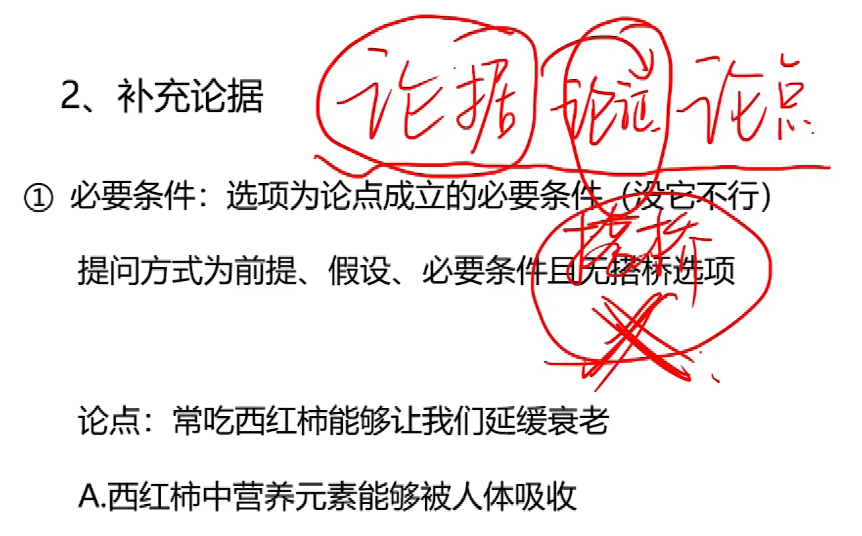 2、补充论据
论据 论证 论点
① 必要条件：选项为论点成立的必要条件（没它不行）
搭桥
提问方式为前提、假设、必要条件且无搭桥选项
论点：常吃西红柿能够让我们延缓衰老
A.西红柿中营养元素能够被人体吸收